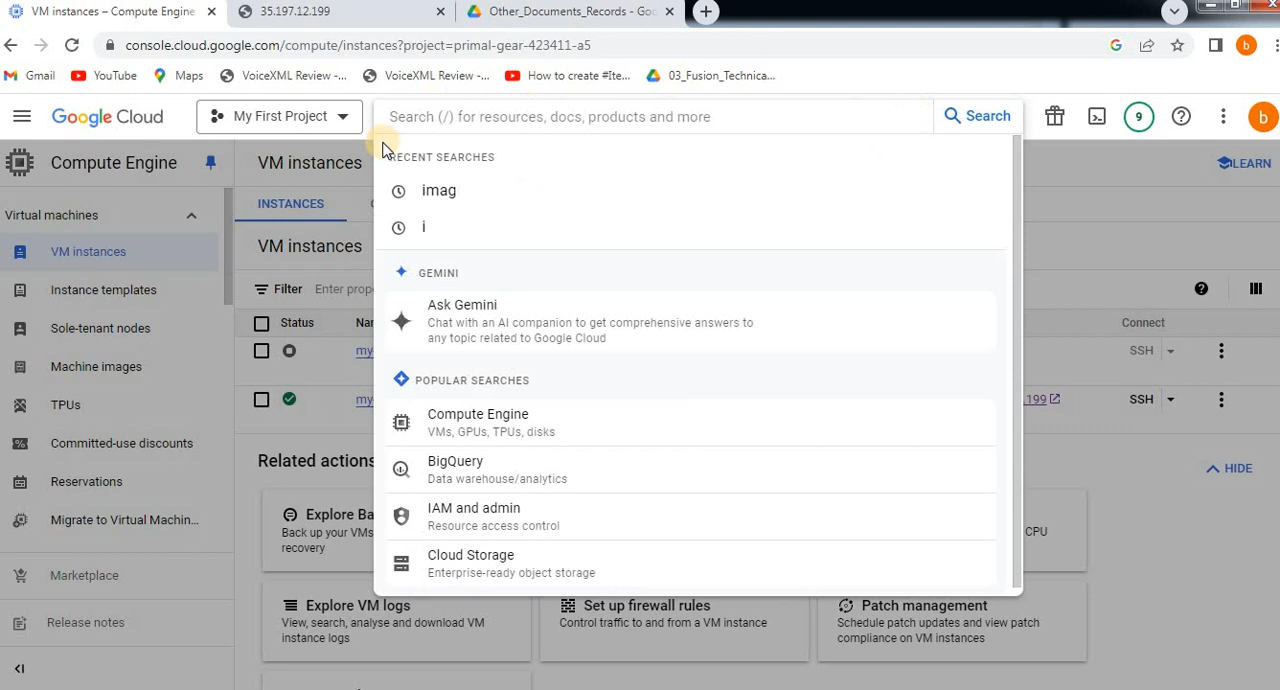 VM instances – Compute Engine
35.197.12.199
Other_Documents_Records - Goo
console.cloud.google.com/compute/instances?project=primal-gear-423411-a5
b
Gmail
YouTube
Maps
VoiceXML Review -...
VoiceXML Review -...
How to create #Ite...
03_Fusion_Technica...
Google Cloud
My First Project
Search (/) for resources, docs, products and more
Search
9
b
Compute Engine
VM instances
LEARN
RECENT SEARCHES
imag
i
Virtual machines
INSTANCES
VM instances
Instance templates
Sole-tenant nodes
Machine images
TPUs
Committed-use discounts
Reservations
Migrate to Virtual Machin...
Marketplace
Release notes
VM instances
Filter
Enter prop
Status
Na
Connect
my
SSH
my
.199
SSH
GEMINI
Ask Gemini
Chat with an AI companion to get comprehensive answers to
any topic related to Google Cloud
POPULAR SEARCHES
Compute Engine
VMs, GPUs, TPUs, disks
BigQuery
Data warehouse/analytics
IAM and admin
Resource access control
Cloud Storage
Enterprise-ready object storage
Related actions
HIDE
Explore Ba
Back up your VMs
recovery
CPU
Explore VM logs
View, search, analyse and download VM
instance logs
Set up firewall rules
Control traffic to and from a VM instance
Patch management
Schedule patch updates and view patch
compliance on VM instances